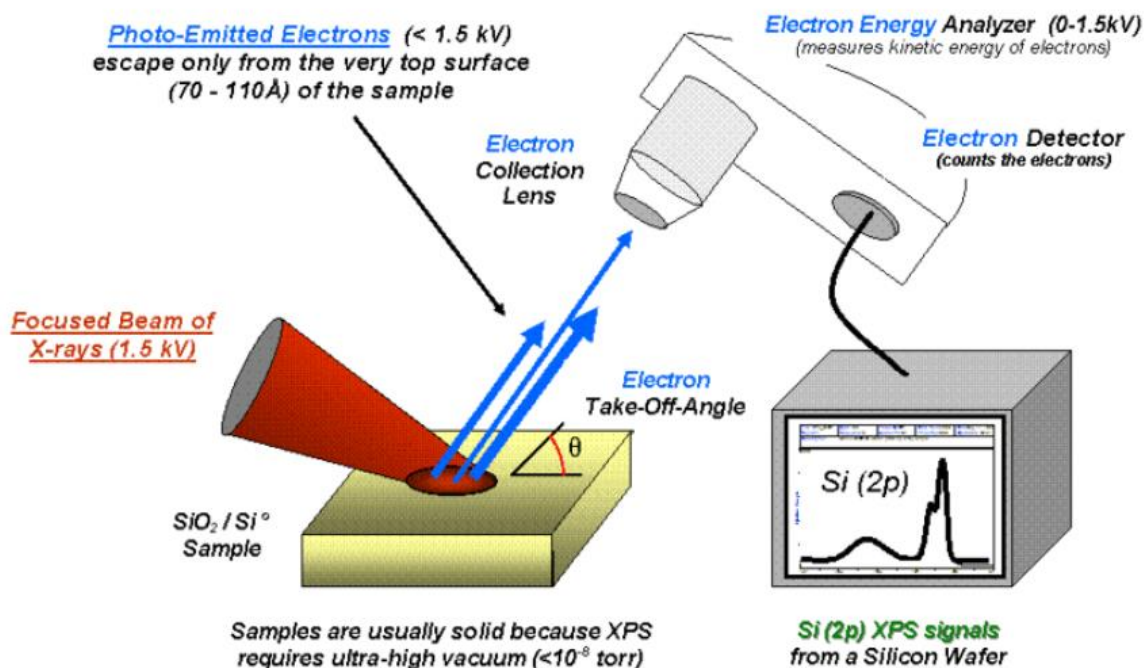 Photo-Emitted Electrons (< 1.5 kV)
escape only from the very top surface
(70 - 110Å) of the sample
Electron Energy Analyzer (0-1.5kV)
(measures kinetic energy of electrons)
Electron Detector
(counts the electrons)
Electron
Collection
Lens
Focused Beam of
X-rays (1.5 kV)
Electron
Take-Off-Angle
θ
SiO₂ / Si°
Sample
Si (2p)
Samples are usually solid because XPS
requires ultra-high vacuum (<10⁻⁸ torr)
Si (2p) XPS signals
from a Silicon Wafer